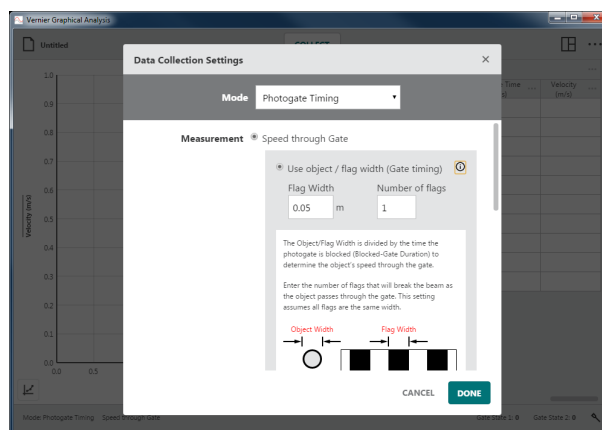 Vernier Graphical Analysis
Untitled
COLLECT
Data Collection Settings
Mode Photogate Timing
Measurement Speed through Gate
Use object / flag width (Gate timing)
Flag Width Number of flags
0.05 m 1
The Object/Flag Width is divided by the time the
photogate is blocked (Blocked-Gate Duration) to
determine the object's speed through the gate.
Enter the number of flags that will break the beam as
the object passes through the gate. This setting
assumes all flags are the same width.
Object Width Flag Width
CANCEL DONE
Time Velocity
(m/s)
Velocity (m/s)
1.0
0.9
0.8
0.7
0.6
0.5
0.4
0.3
0.2
0.1
0.0
0.0 0.5
Mode: Photogate Timing Speed through Gate
Gate State 1: 0 Gate State 2: 0